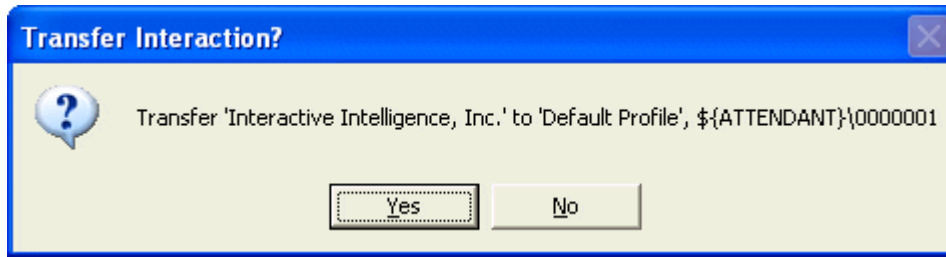 Transfer Interaction?
Transfer 'Interactive Intelligence, Inc.' to 'Default Profile', ${ATTENDANT}\0000001
Yes No